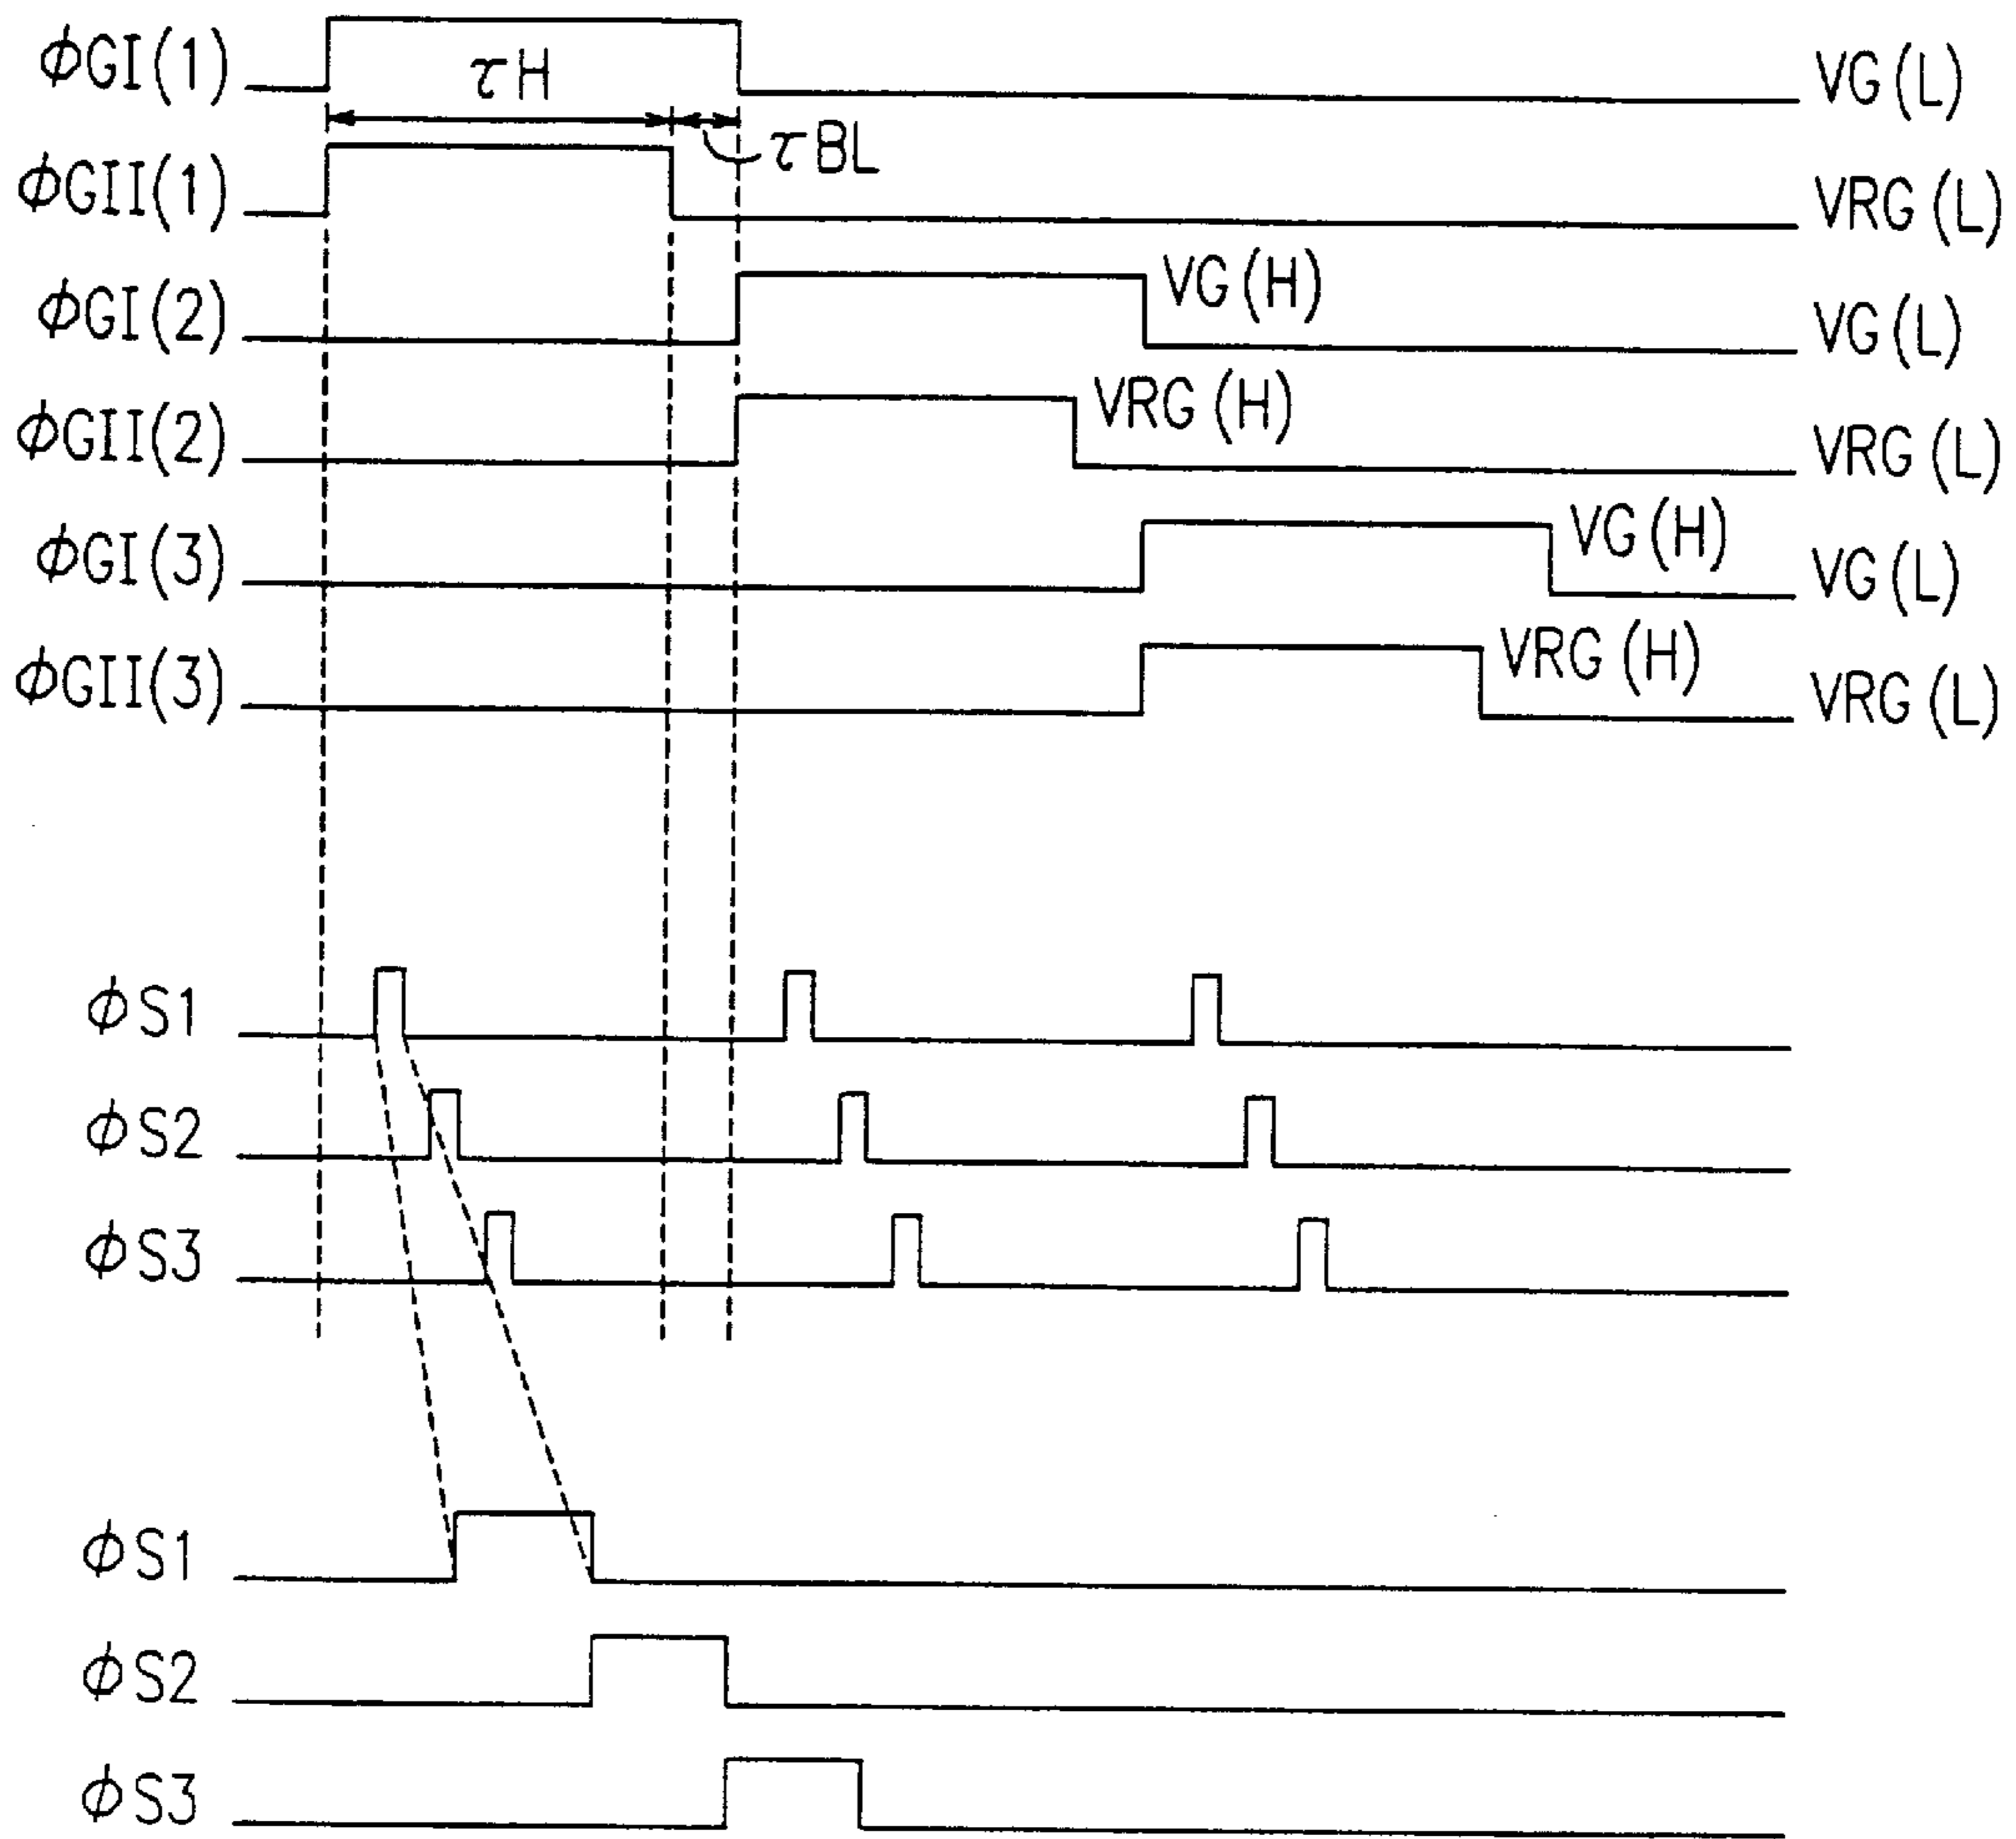 ϕGI(1) VG(L)
τH
τBL
ϕGII(1) VRG(L)
ϕGI(2) VG(H) VG(L)
ϕGII(2) VRG(H) VRG(L)
ϕGI(3) VG(H) VG(L)
ϕGII(3) VRG(H) VRG(L)
ϕS1
ϕS2
ϕS3
ϕS1
ϕS2
ϕS3